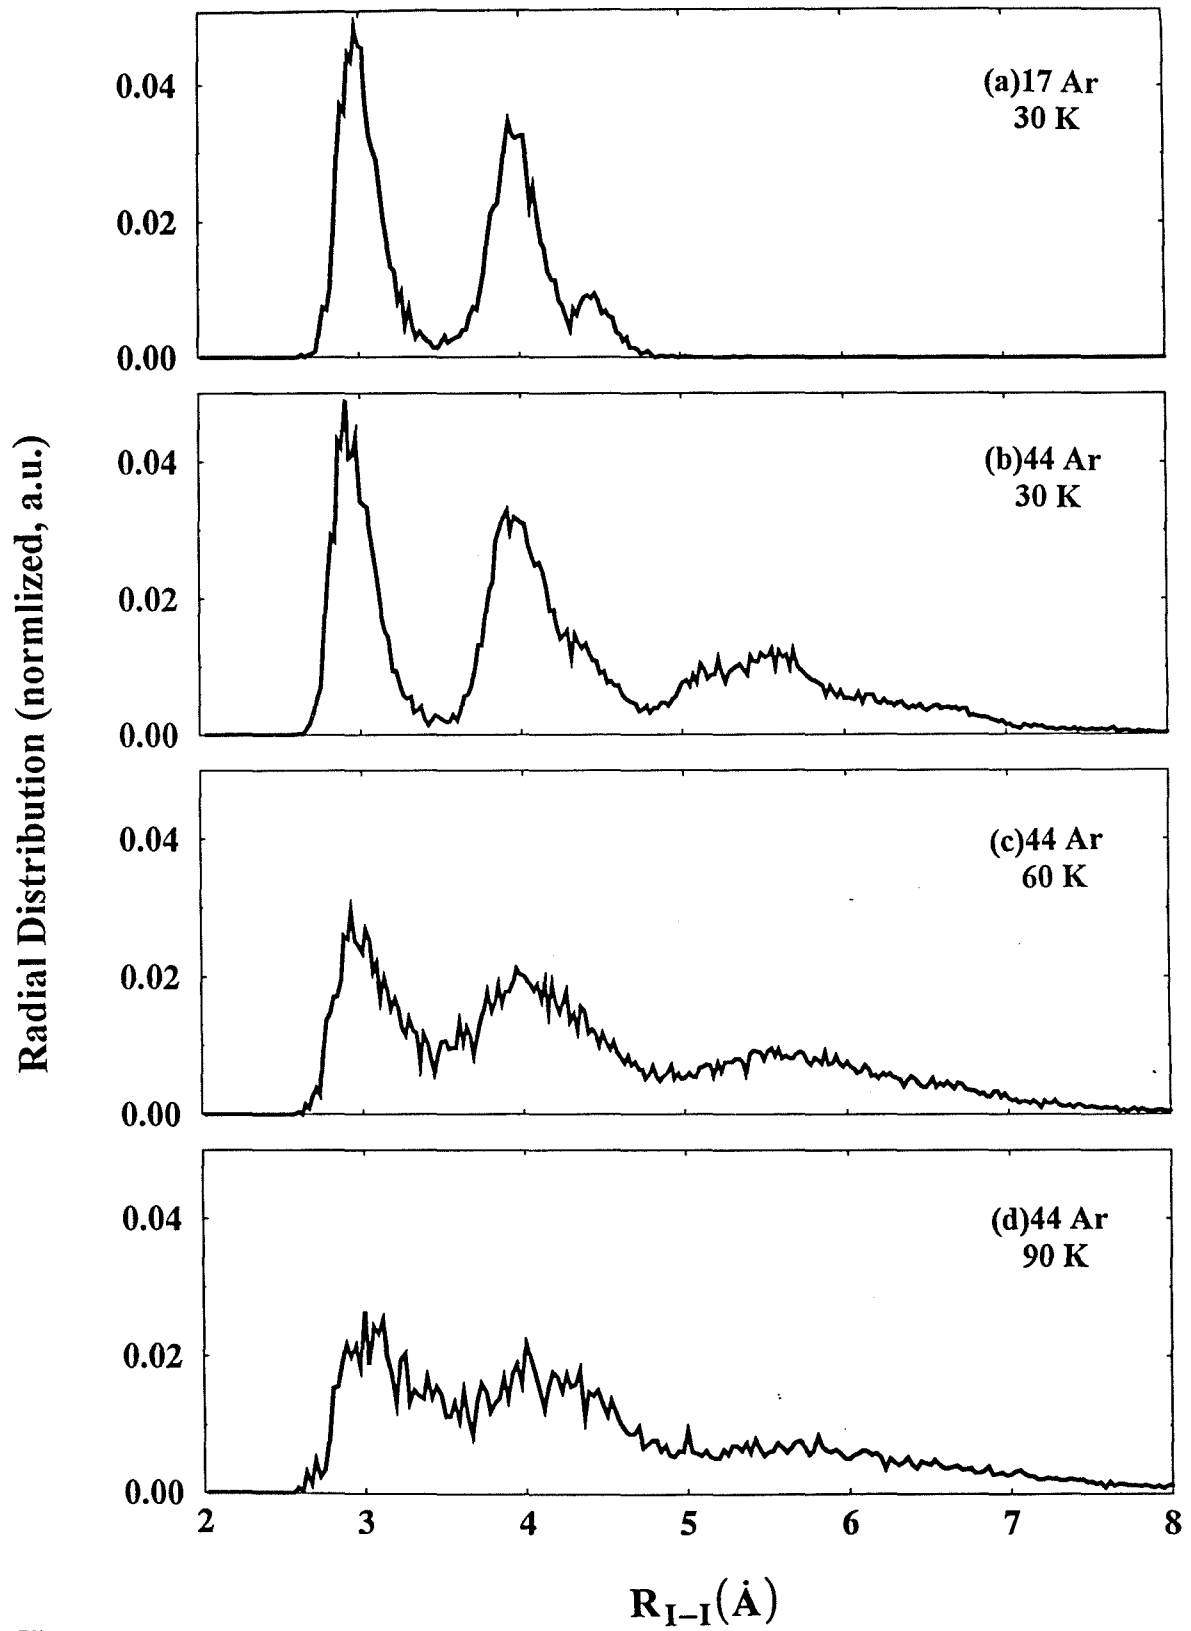 Radial Distribution (normlized, a.u.)
0.04
0.02
0.00
(a)17 Ar
30 K
0.04
0.02
0.00
(b)44 Ar
30 K
0.04
0.02
0.00
(c)44 Ar
60 K
0.04
0.02
0.00
(d)44 Ar
90 K
2 3 4 5 6 7 8
R I–I (Å)